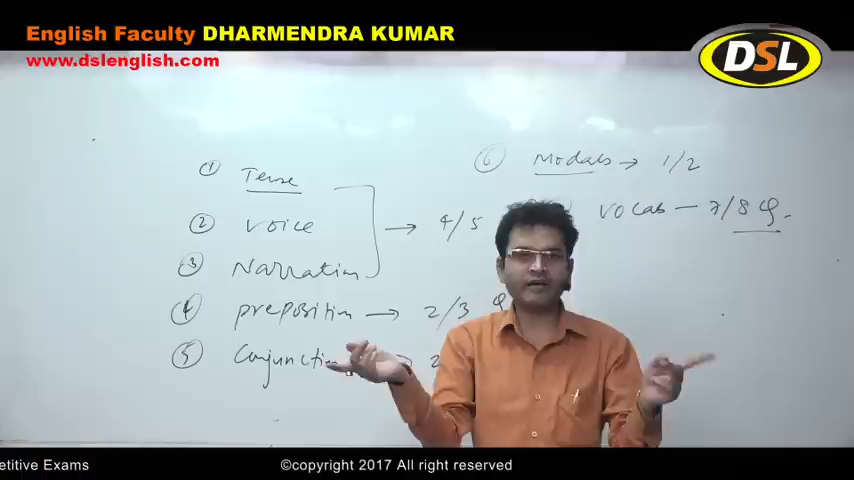 English Faculty DHARMENDRA KUMAR
www.dslenglish.com
DSL
① Tense
② Voice
③ Narration
→ 4/5
④ preposition → 2/3 Q
⑤ Conjunction → 2
⑥ Modals → 1/2
Vocab — 7/8 Q.
etitive Exams
©copyright 2017 All right reserved